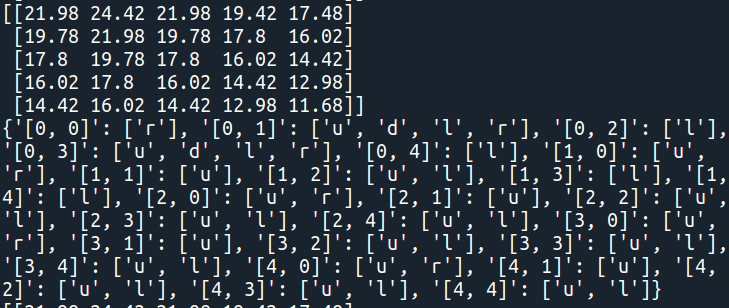 [[21.98 24.42 21.98 19.42 17.48]
 [19.78 21.98 19.78 17.8  16.02]
 [17.8  19.78 17.8  16.02 14.42]
 [16.02 17.8  16.02 14.42 12.98]
 [14.42 16.02 14.42 12.98 11.68]]
{'[0, 0]': ['r'], '[0, 1]': ['u', 'd', 'l', 'r'], '[0, 2]': ['l'],
'[0, 3]': ['u', 'd', 'l', 'r'], '[0, 4]': ['l'], '[1, 0]': ['u',
'r'], '[1, 1]': ['u'], '[1, 2]': ['u', 'l'], '[1, 3]': ['l'], '[1,
4]': ['l'], '[2, 0]': ['u', 'r'], '[2, 1]': ['u'], '[2, 2]': ['u',
'l'], '[2, 3]': ['u', 'l'], '[2, 4]': ['u', 'l'], '[3, 0]': ['u',
'r'], '[3, 1]': ['u'], '[3, 2]': ['u', 'l'], '[3, 3]': ['u', 'l'],
'[3, 4]': ['u', 'l'], '[4, 0]': ['u', 'r'], '[4, 1]': ['u'], '[4,
2]': ['u', 'l'], '[4, 3]': ['u', 'l'], '[4, 4]': ['u', 'l']}